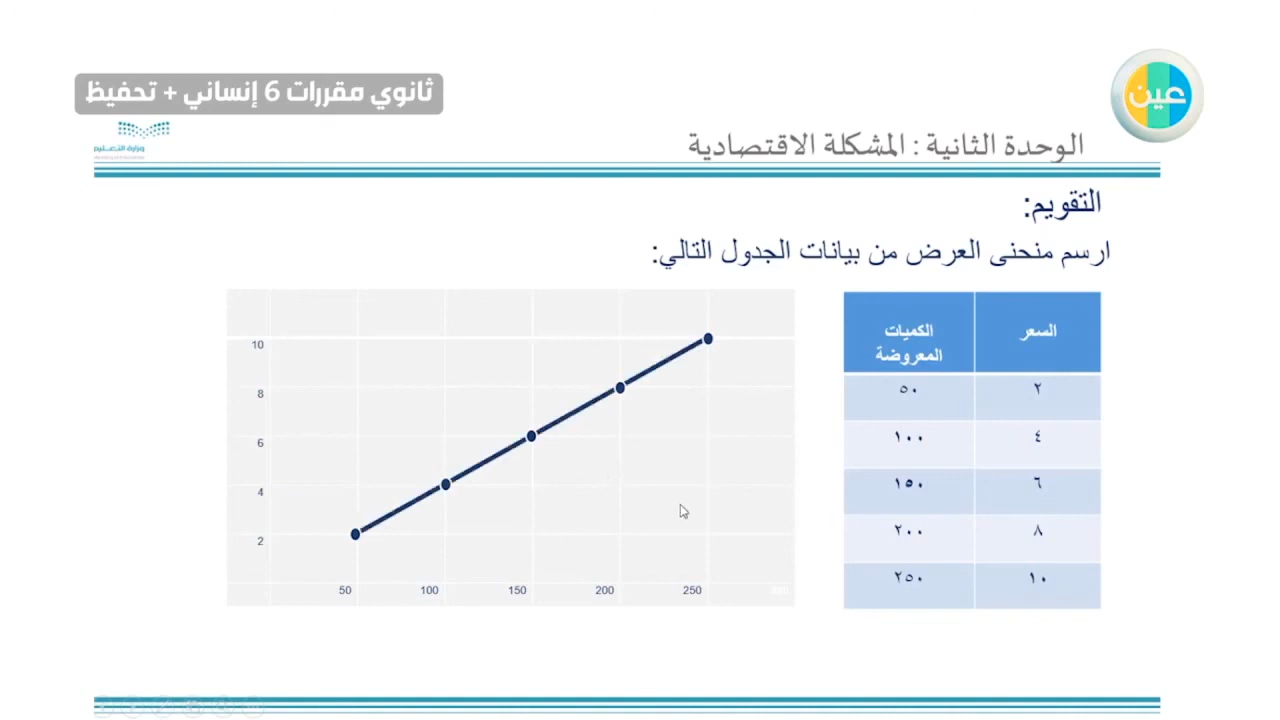 ثانوي مقررات 6 إنساني + تحفيظ
عين
وزارة التعليم
الوحدة الثانية : المشكلة الاقتصادية
التقويم:
ارسم منحنى العرض من بيانات الجدول التالي:
السعر	الكميات المعروضة
٢	٥٠
٤	١٠٠
٦	١٥٠
٨	٢٠٠
١٠	٢٥٠
10
8
6
4
2
50 100 150 200 250